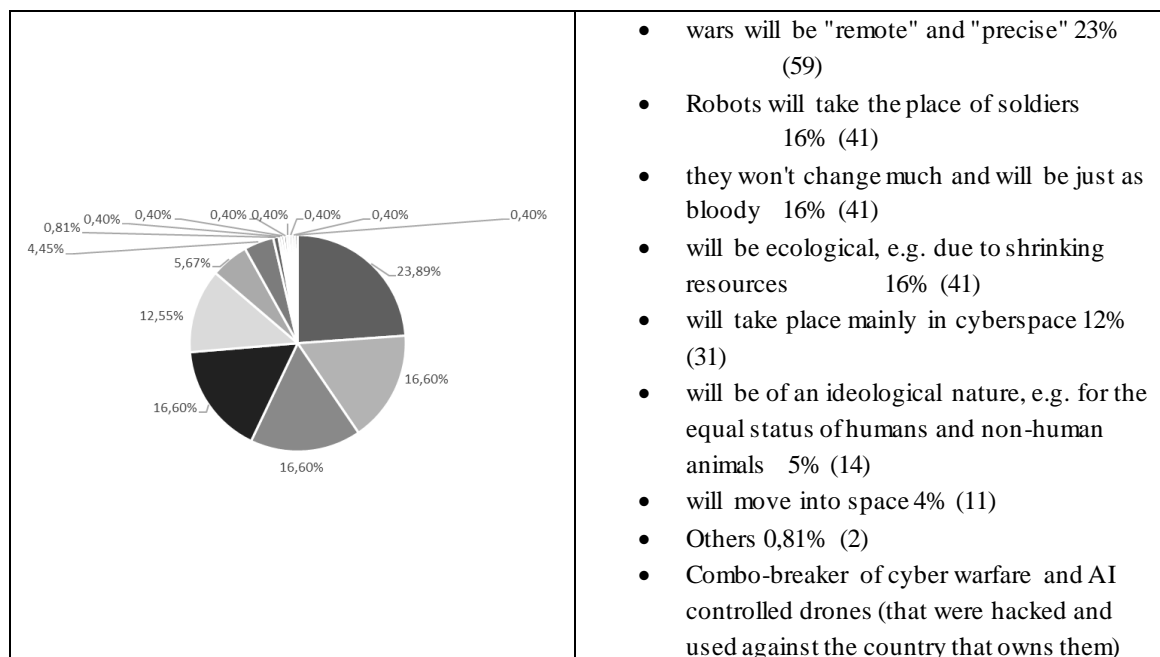 0,40%
0,40%
0,40%
0,40%
0,40%
0,40%
0,40%
0,81%
4,45%
5,67%
23,89%
12,55%
16,60%
16,60%
16,60%
• wars will be "remote" and "precise" 23%
(59)
• Robots will take the place of soldiers
16% (41)
• they won't change much and will be just as
bloody 16% (41)
• will be ecological, e.g. due to shrinking
resources 16% (41)
• will take place mainly in cyberspace 12%
(31)
• will be of an ideological nature, e.g. for the
equal status of humans and non-human
animals 5% (14)
• will move into space 4% (11)
• Others 0,81% (2)
• Combo-breaker of cyber warfare and AI
controlled drones (that were hacked and
used against the country that owns them)